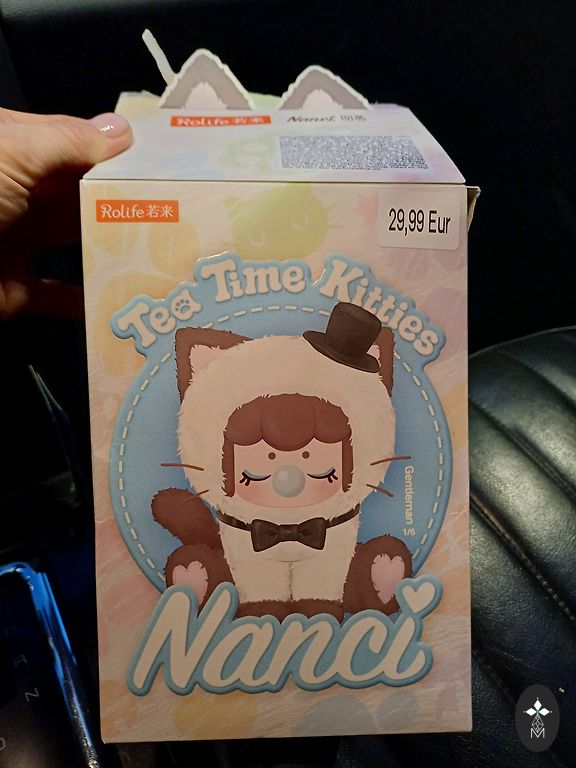 Rolife 若来
Nanci 囡茜
Rolife 若来
29,99 Eur
Tea Time Kitties
Gentleman
1/6
Nanci
R
N
M